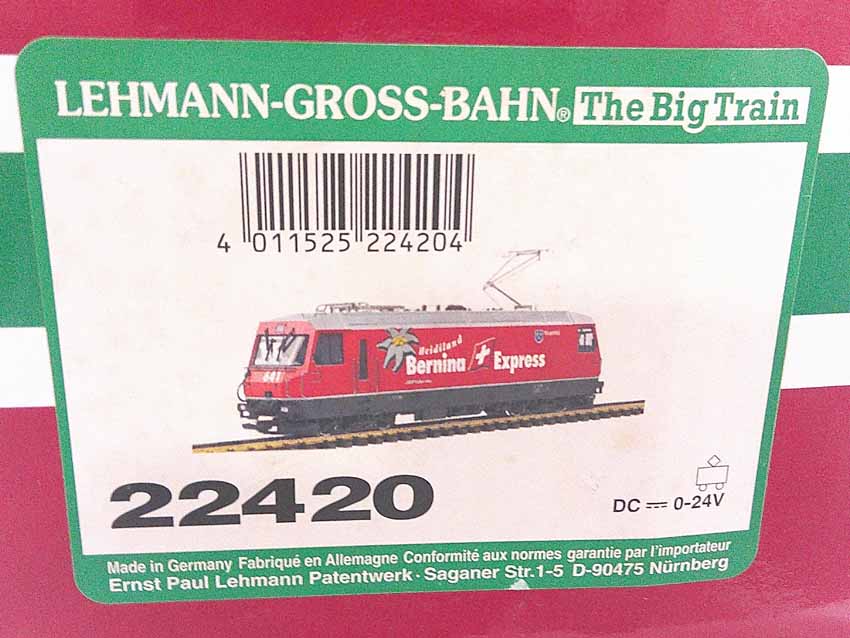 LEHMANN-GROSS-BAHN® The Big Train
4 011525 224204
Heidiland
Bernina Express
641
22420
DC ⎓ 0-24V
Made in Germany Fabriqué en Allemagne Conformité aux normes garantie par l'importateur
Ernst Paul Lehmann Patentwerk · Saganer Str.1-5 D-90475 Nürnberg